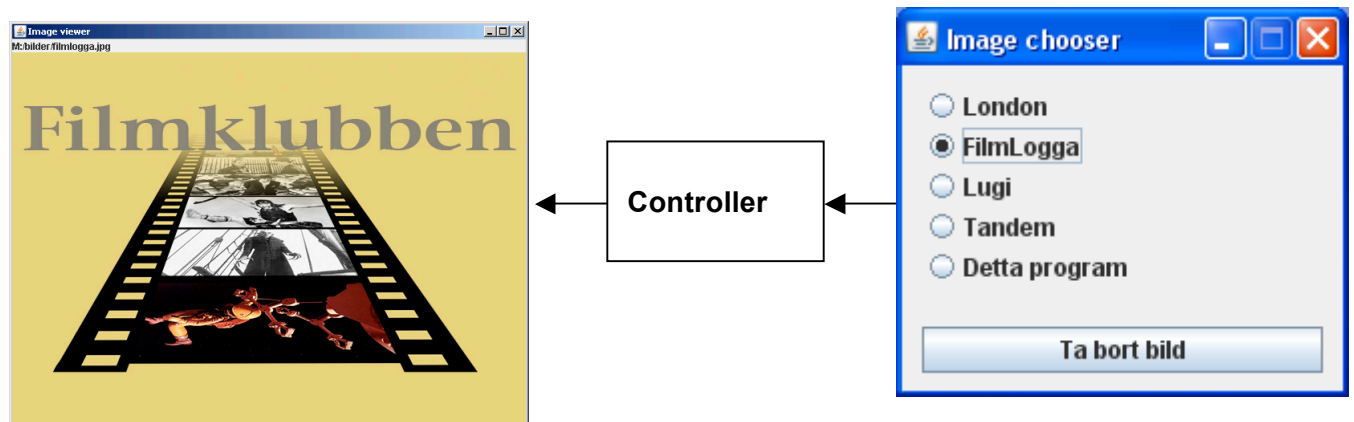 Image viewer
M:/bilder/filmlogga.jpg
Filmklubben
Controller
Image chooser
London
FilmLogga
Lugi
Tandem
Detta program
Ta bort bild